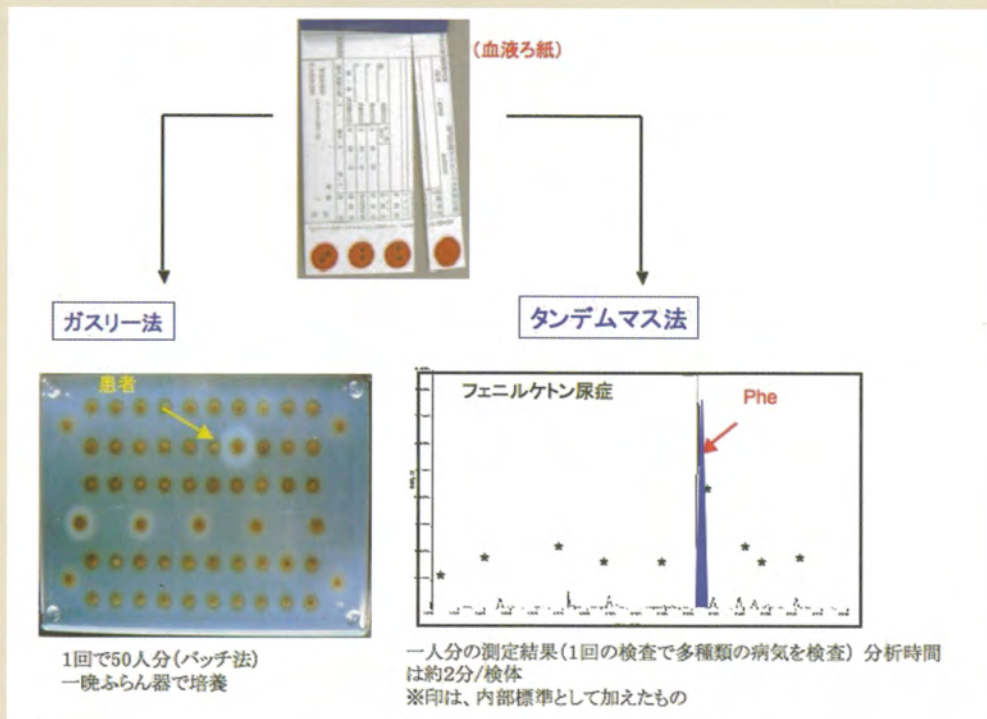 (血液ろ紙)
ガスリー法
タンデムマス法
患者
フェニルケトン尿症
Phe
1回で50人分(バッチ法)
一晩ふらん器で培養
一人分の測定結果(1回の検査で多種類の病気を検査) 分析時間
は約2分/検体
※印は、内部標準として加えたもの